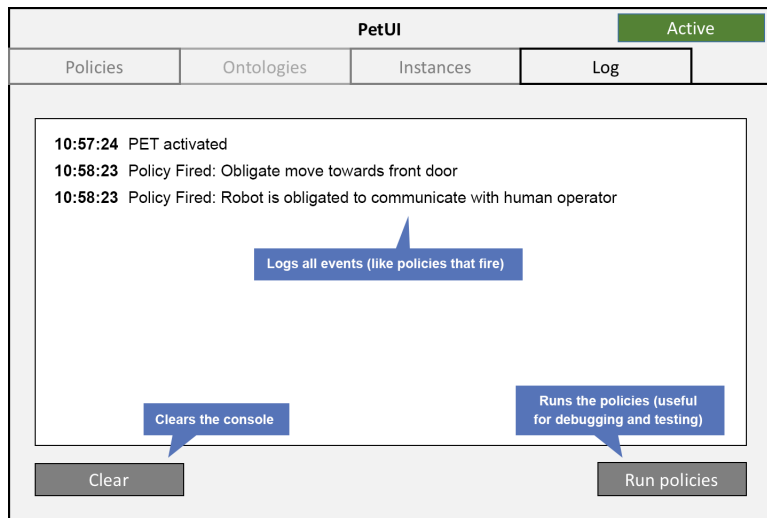 PetUI
Active
Policies
Ontologies
Instances
Log
10:57:24 PET activated
10:58:23 Policy Fired: Obligate move towards front door
10:58:23 Policy Fired: Robot is obligated to communicate with human operator
Logs all events (like policies that fire)
Clears the console
Runs the policies (useful
for debugging and testing)
Clear
Run policies